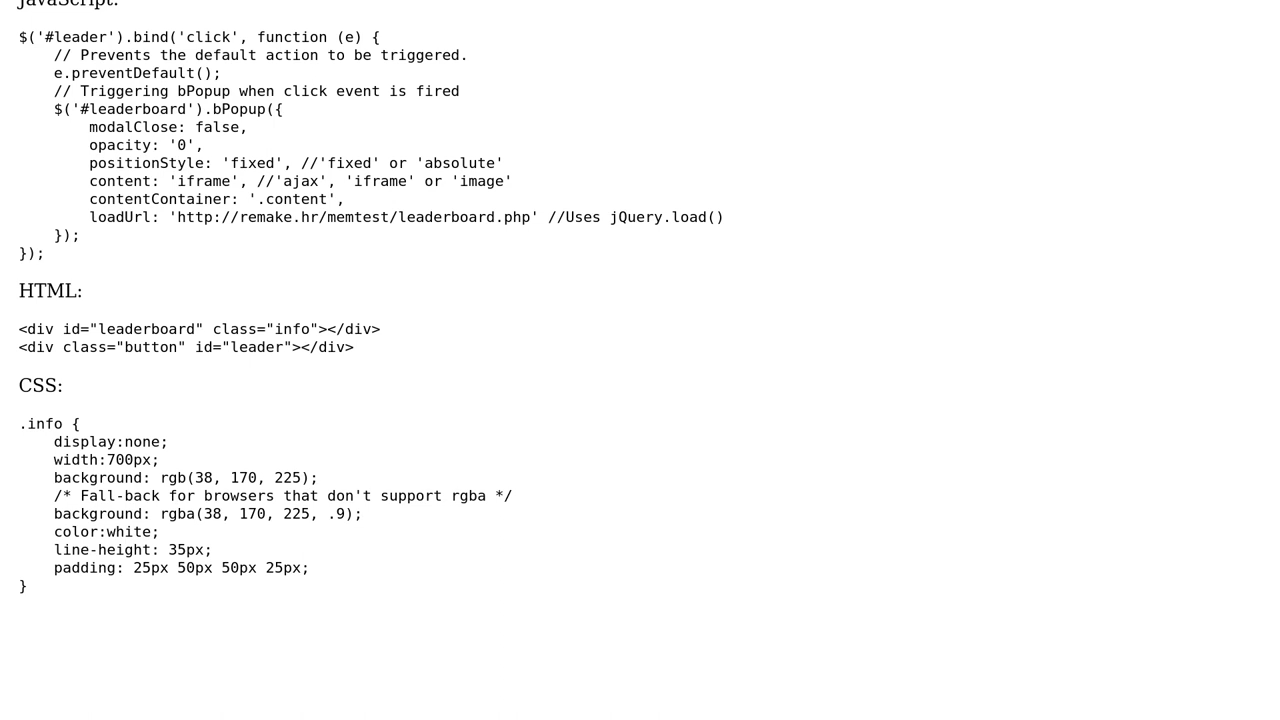 JavaScript:
$('#leader').bind('click', function (e) {
    // Prevents the default action to be triggered.
    e.preventDefault();
    // Triggering bPopup when click event is fired
    $('#leaderboard').bPopup({
        modalClose: false,
        opacity: '0',
        positionStyle: 'fixed', //'fixed' or 'absolute'
        content: 'iframe', //'ajax', 'iframe' or 'image'
        contentContainer: '.content',
        loadUrl: 'http://remake.hr/memtest/leaderboard.php' //Uses jQuery.load()
    });
});
HTML:
<div id="leaderboard" class="info"></div>
<div class="button" id="leader"></div>
CSS:
.info {
    display:none;
    width:700px;
    background: rgb(38, 170, 225);
    /* Fall-back for browsers that don't support rgba */
    background: rgba(38, 170, 225, .9);
    color:white;
    line-height: 35px;
    padding: 25px 50px 50px 25px;
}